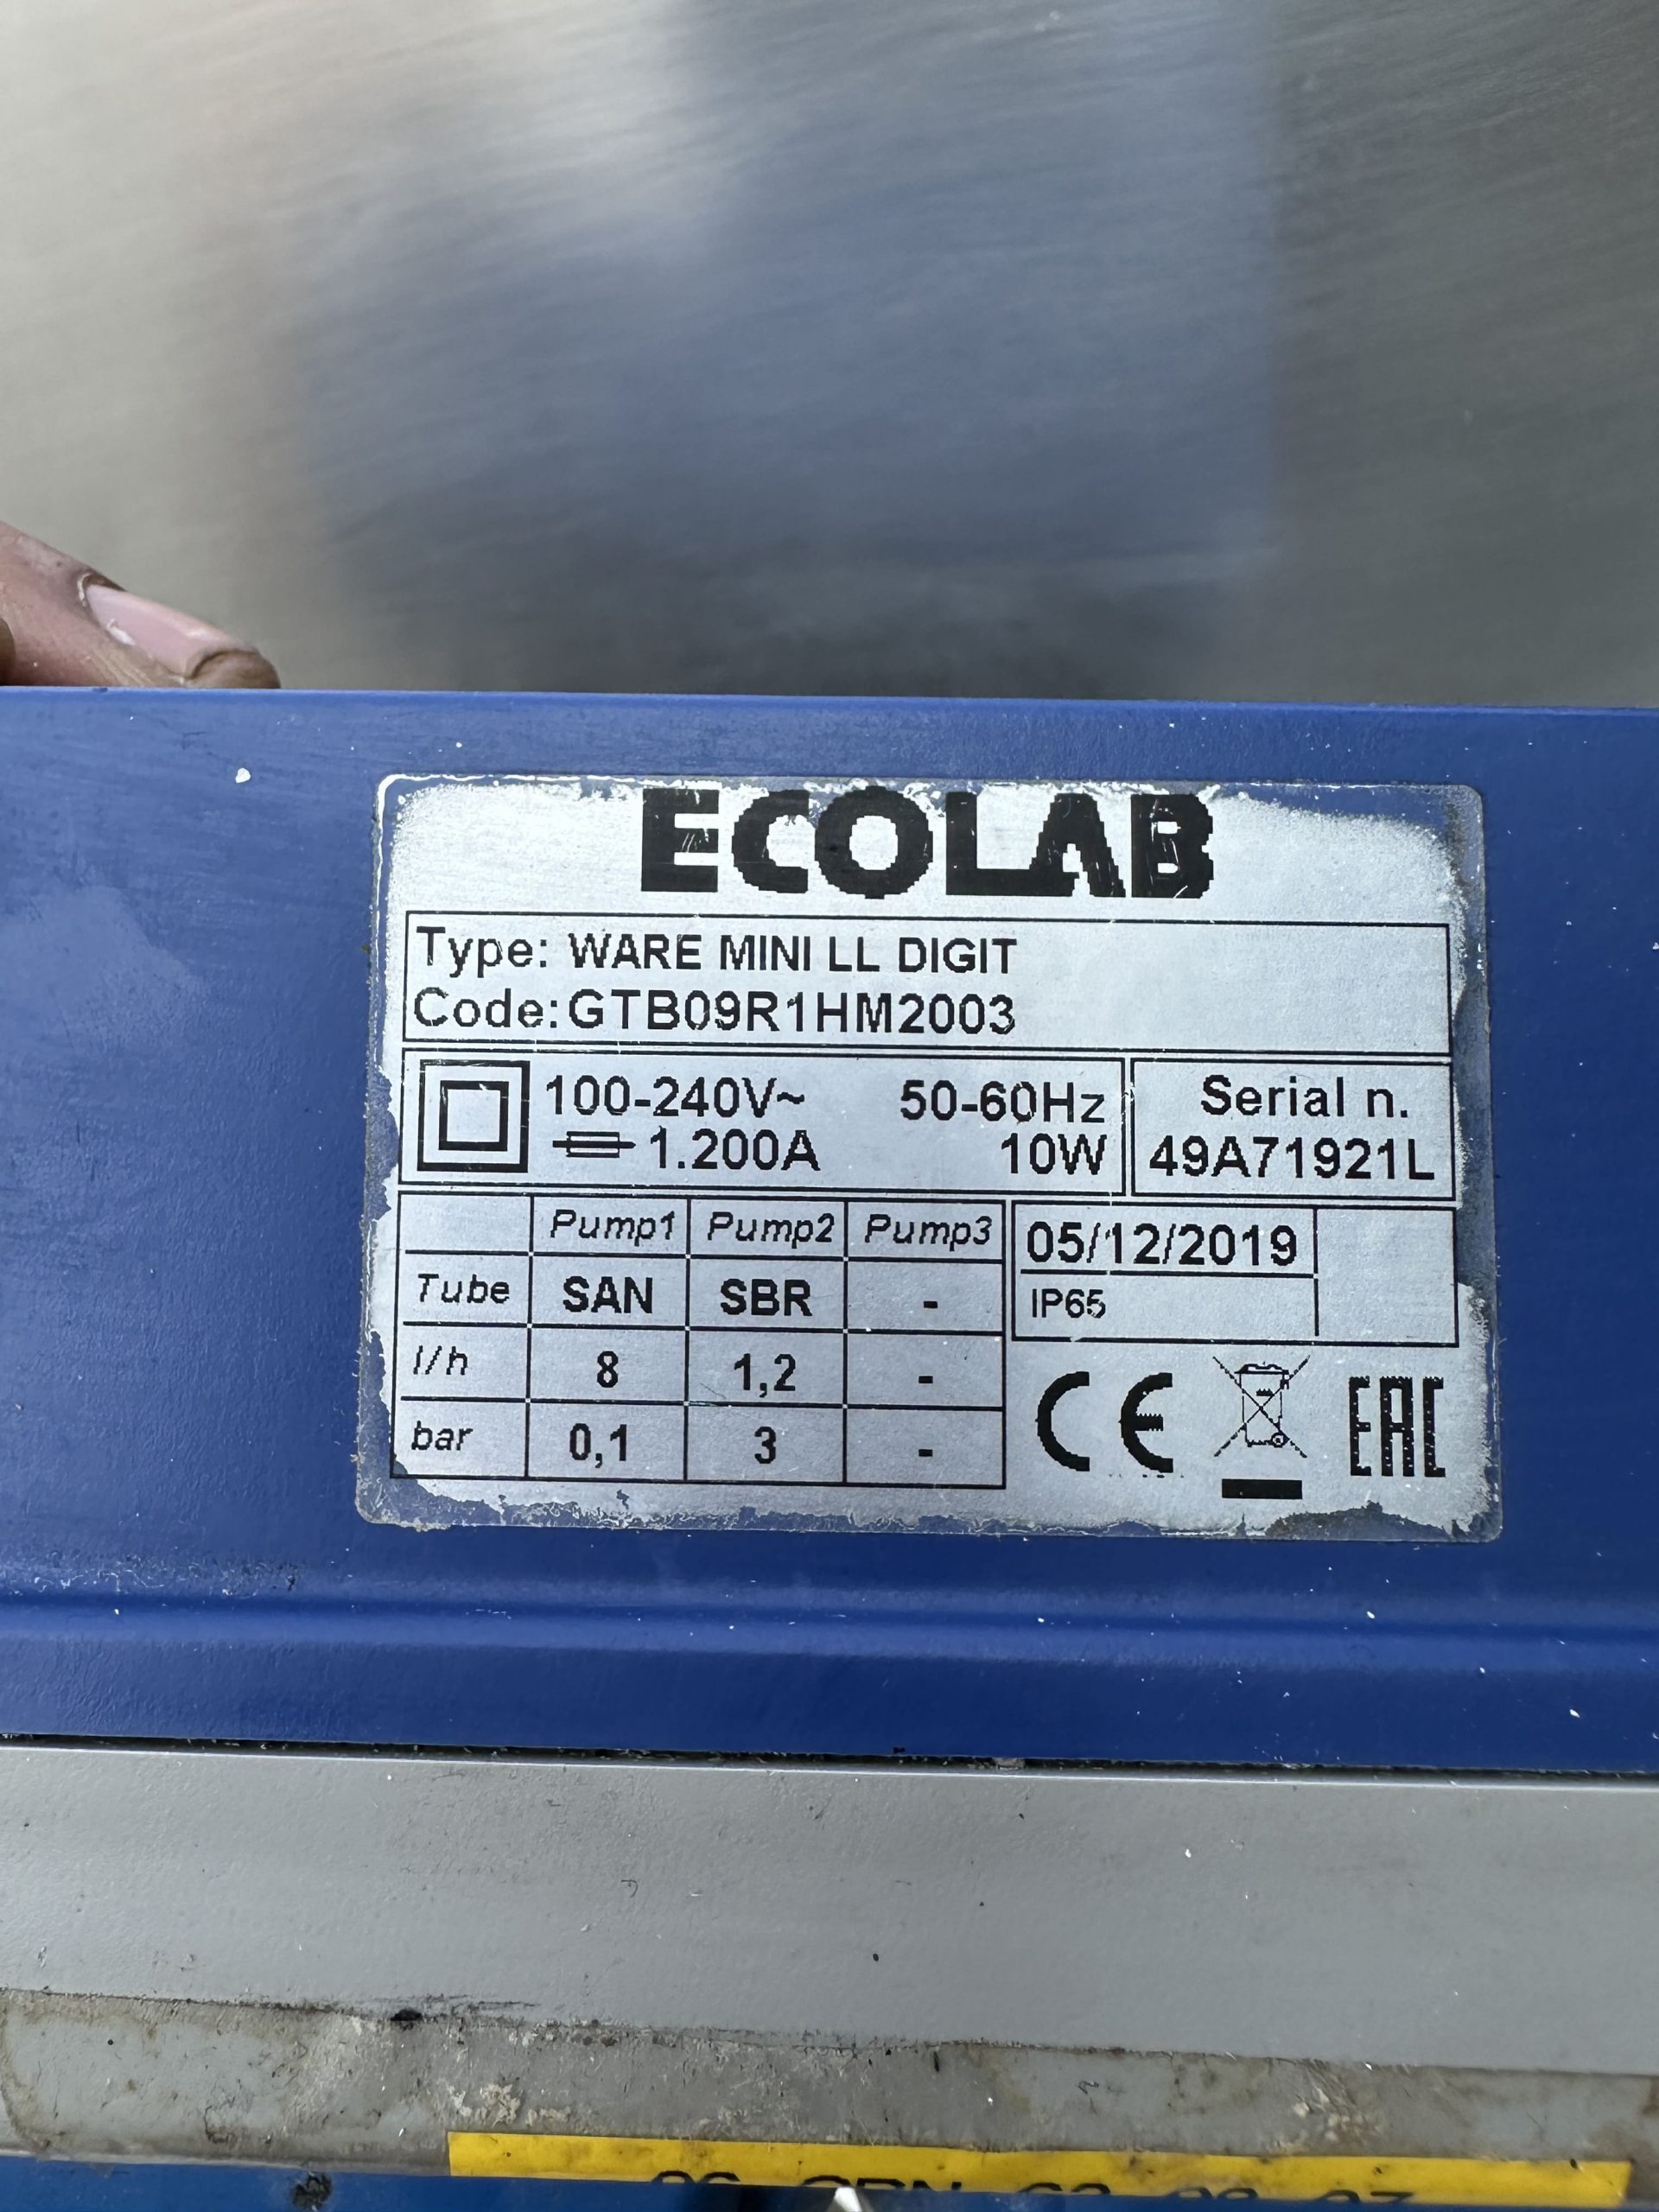 ECOLAB
Type: WARE MINI LL DIGIT
Code: GTB09R1HM2003
100-240V~ 50-60Hz
1.200A 10W
Serial n.
49A71921L
Pump1 Pump2 Pump3
Tube SAN SBR -
l/h 8 1,2 -
bar 0,1 3 -
05/12/2019
IP65
CE EAC